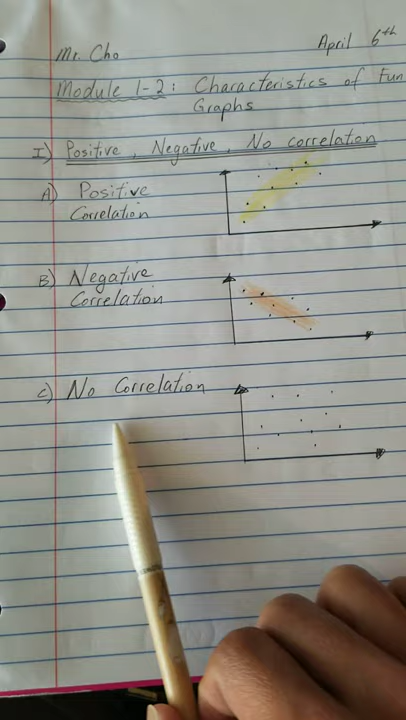 Mr. Cho
April 6th
Module 1-2: Characteristics of Fun
Graphs
I) Positive, Negative, No correlation
A) Positive
Correlation
B) Negative
Correlation
C) No Correlation